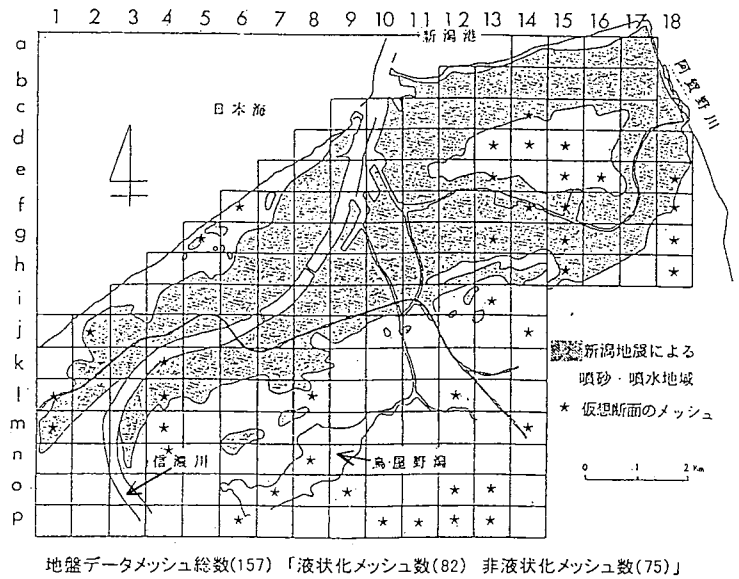 1 2 3 4 5 6 7 8 9 10 11 12 13 14 15 16 17 18
新潟港
a
b
c
d
e
f
g
h
i
j
k
l
m
n
o
p
阿賀野川
日本海
新潟地震による
噴砂・噴水地域
* 仮想断面のメッシュ
信濃川
鳥屋野潟
0 1 2 Km
地盤データメッシュ総数(157) 「液状化メッシュ数(82) 非液状化メッシュ数(75)」